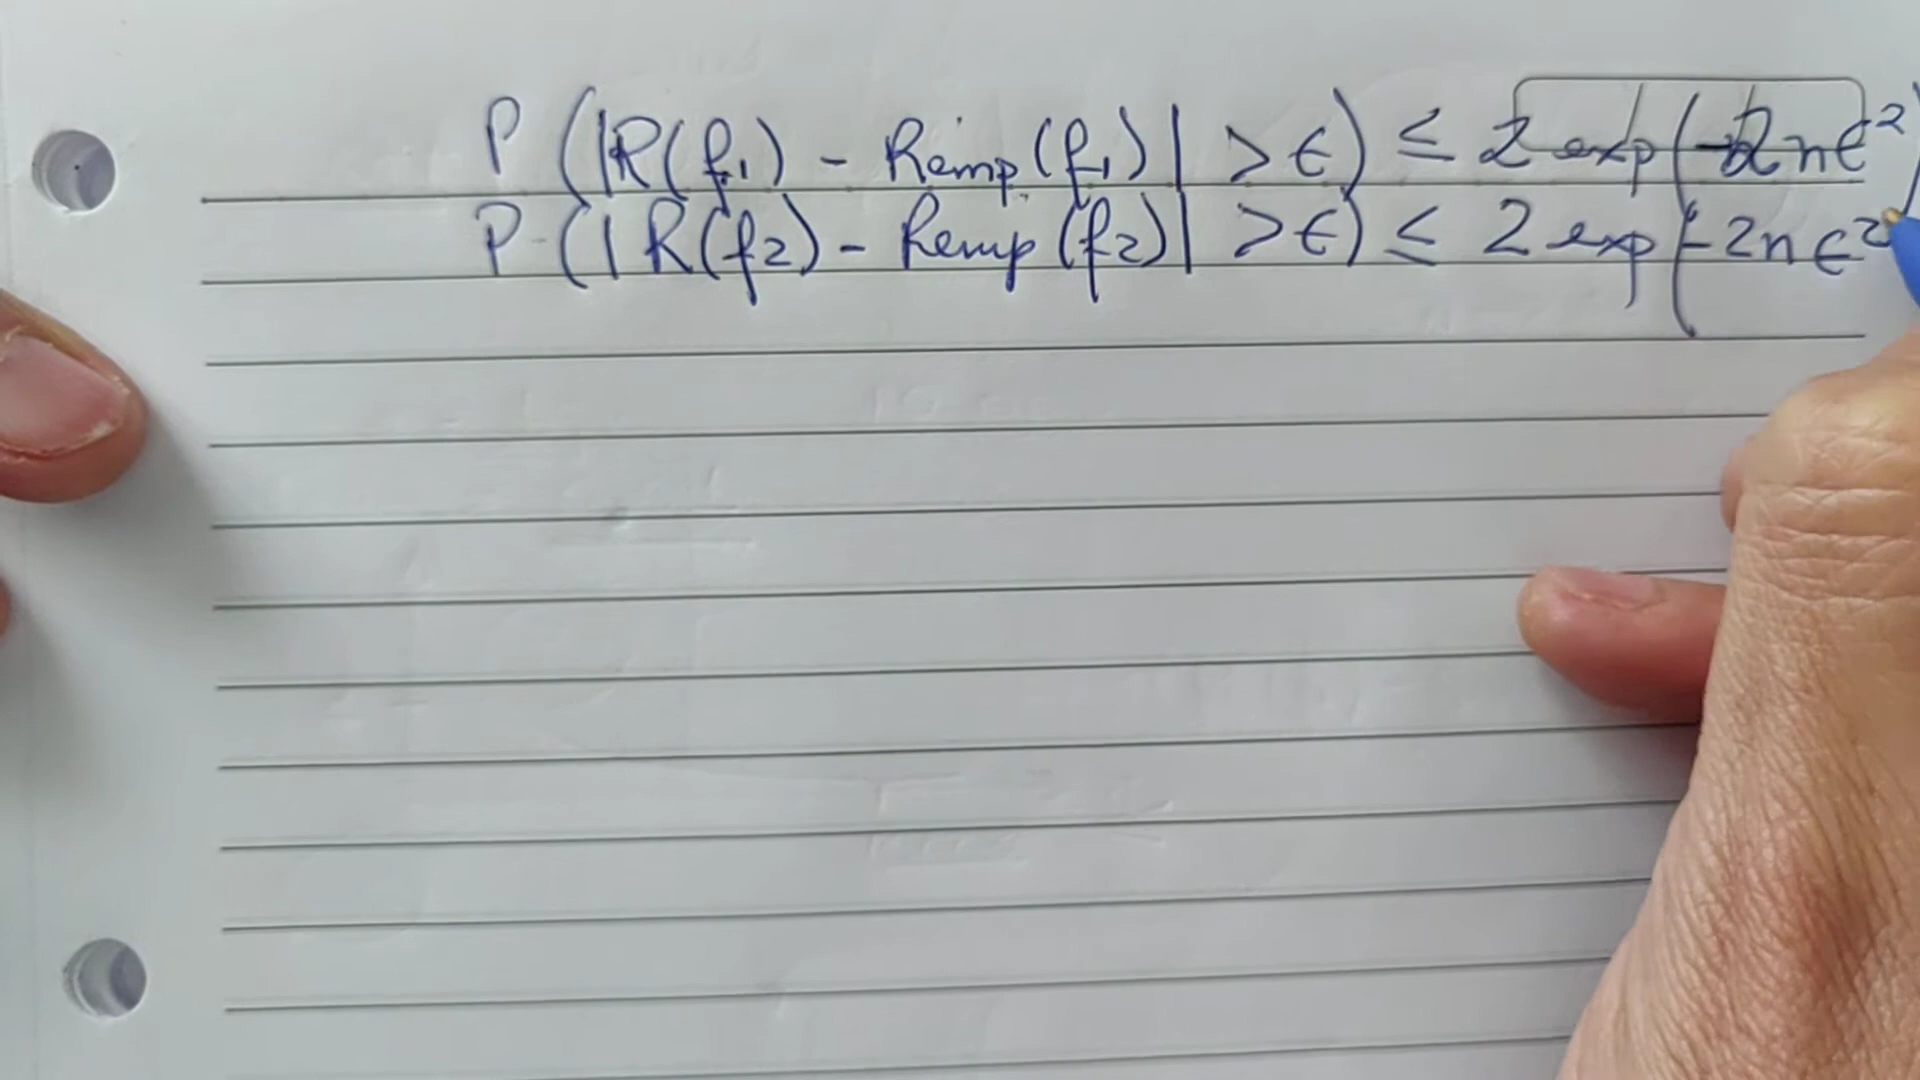 P (|R(f1) - Remp(f1)| > ϵ) ≤ 2 exp(-2nϵ²)
P (|R(f2) - Remp(f2)| > ϵ) ≤ 2 exp(-2nϵ²